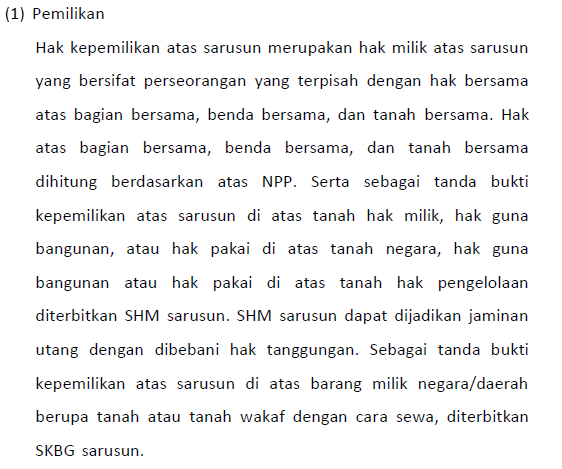 (1) Pemilikan
Hak kepemilikan atas sarusun merupakan hak milik atas sarusun
yang bersifat perseorangan yang terpisah dengan hak bersama
atas bagian bersama, benda bersama, dan tanah bersama. Hak
atas bagian bersama, benda bersama, dan tanah bersama
dihitung berdasarkan atas NPP. Serta sebagai tanda bukti
kepemilikan atas sarusun di atas tanah hak milik, hak guna
bangunan, atau hak pakai di atas tanah negara, hak guna
bangunan atau hak pakai di atas tanah hak pengelolaan
diterbitkan SHM sarusun. SHM sarusun dapat dijadikan jaminan
utang dengan dibebani hak tanggungan. Sebagai tanda bukti
kepemilikan atas sarusun di atas barang milik negara/daerah
berupa tanah atau tanah wakaf dengan cara sewa, diterbitkan
SKBG sarusun.